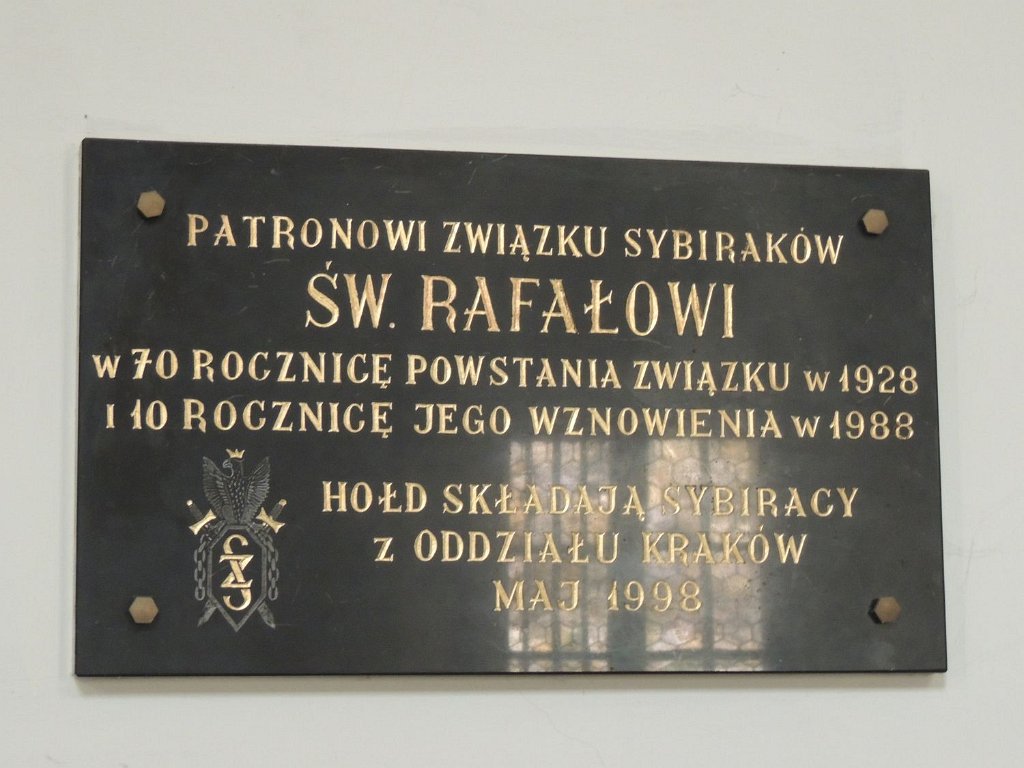 PATRONOWI ZWIĄZKU SYBIRAKÓW
ŚW. RAFAŁOWI
W 70 ROCZNICĘ POWSTANIA ZWIĄZKU W 1928
I 10 ROCZNICĘ JEGO WZNOWIENIA W 1988
HOŁD SKŁADAJĄ SYBIRACY
Z ODDZIAŁU KRAKÓW
MAJ 1998